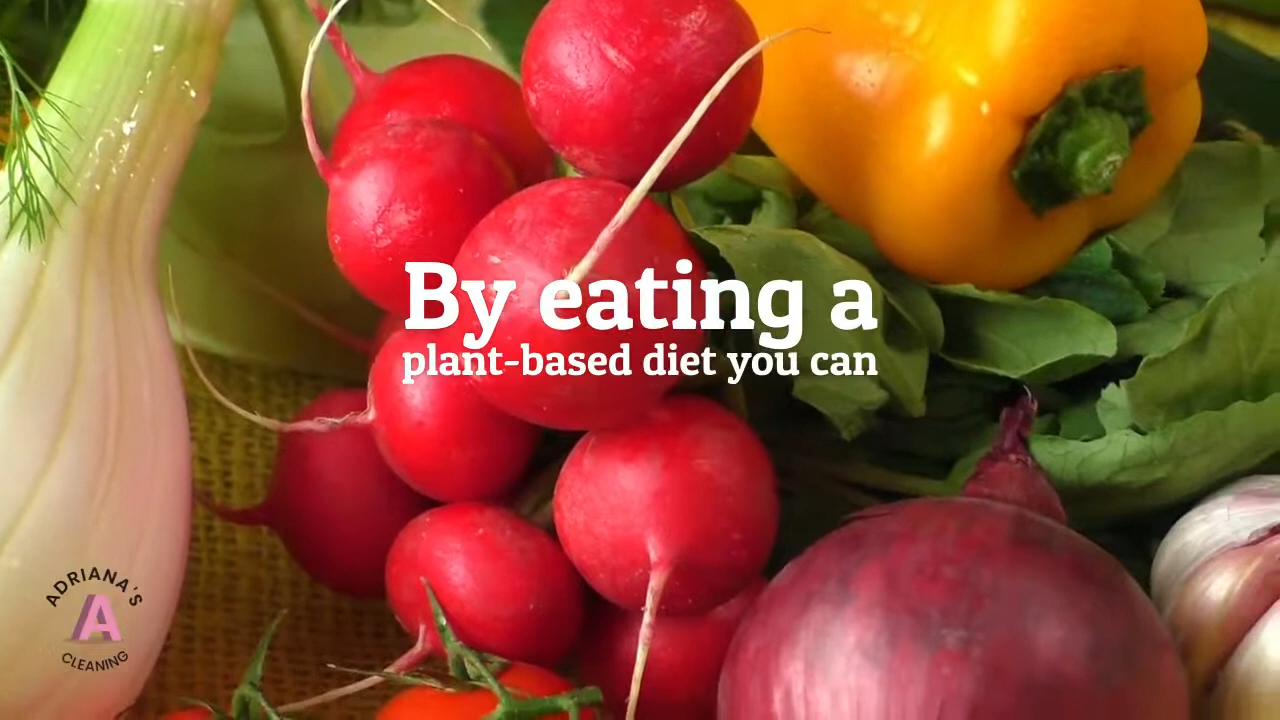 By eating a
plant-based diet you can
ADRIANA'S
A
CLEANING